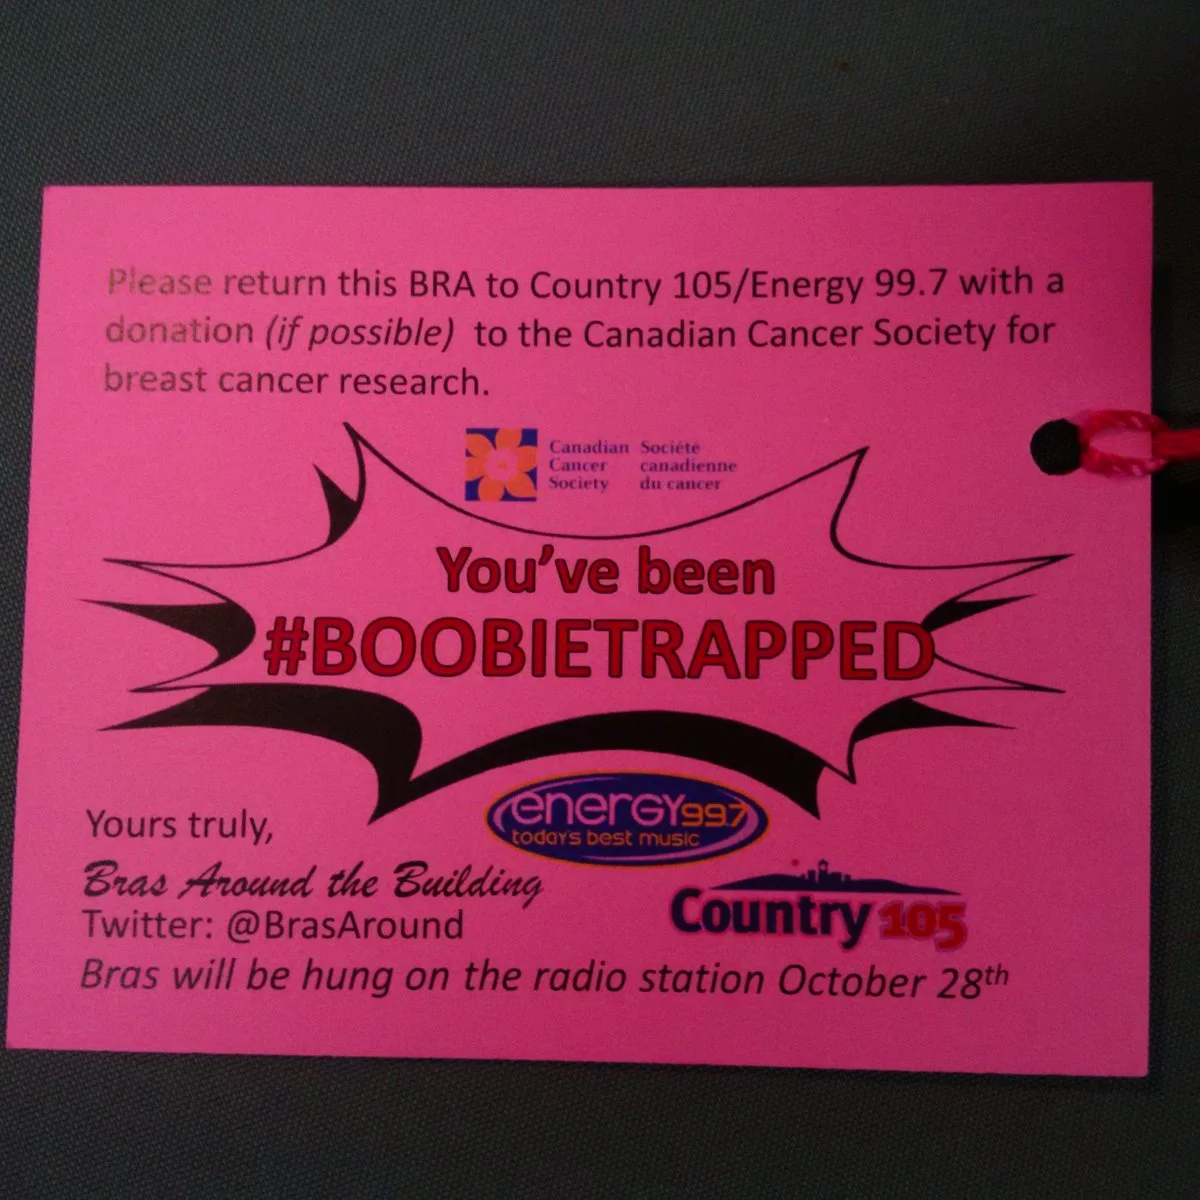 Please return this BRA to Country 105/Energy 99.7 with a
donation (if possible) to the Canadian Cancer Society for
breast cancer research.
Canadian Société
Cancer canadienne
Society du cancer
You've been
#BOOBIETRAPPED
energy 99.7
today's best music
Yours truly,
Bras Around the Building
Country 105
Twitter: @BrasAround
Bras will be hung on the radio station October 28th